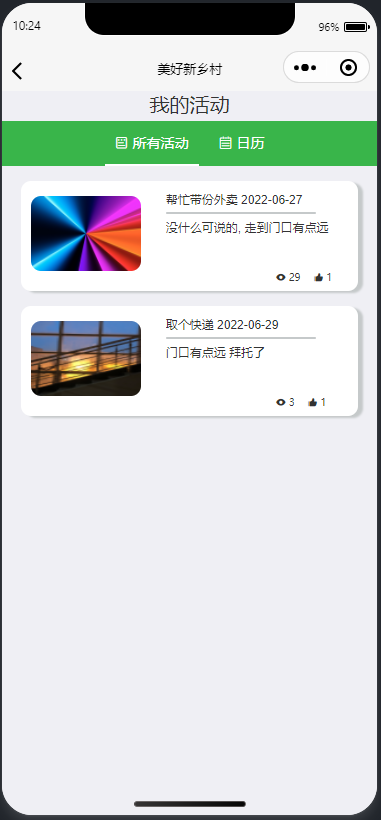 10:24
96%
美好新乡村
我的活动
所有活动
日历
帮忙带份外卖 2022-06-27
没什么可说的, 走到门口有点远
29 1
取个快递 2022-06-29
门口有点远 拜托了
3 1